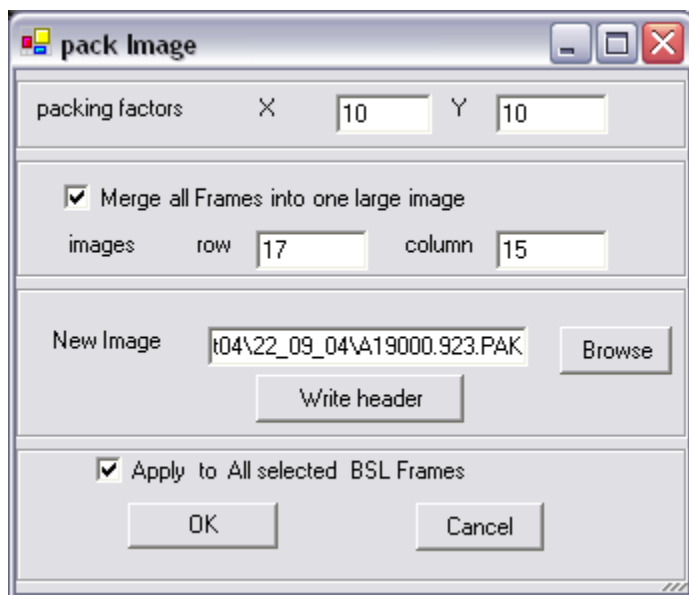 pack Image
packing factors X 10 Y 10
Merge all Frames into one large image
images row 17 column 15
New Image t04\22_09_04\A19000.923.PAK Browse
Write header
Apply to All selected BSL Frames
OK Cancel